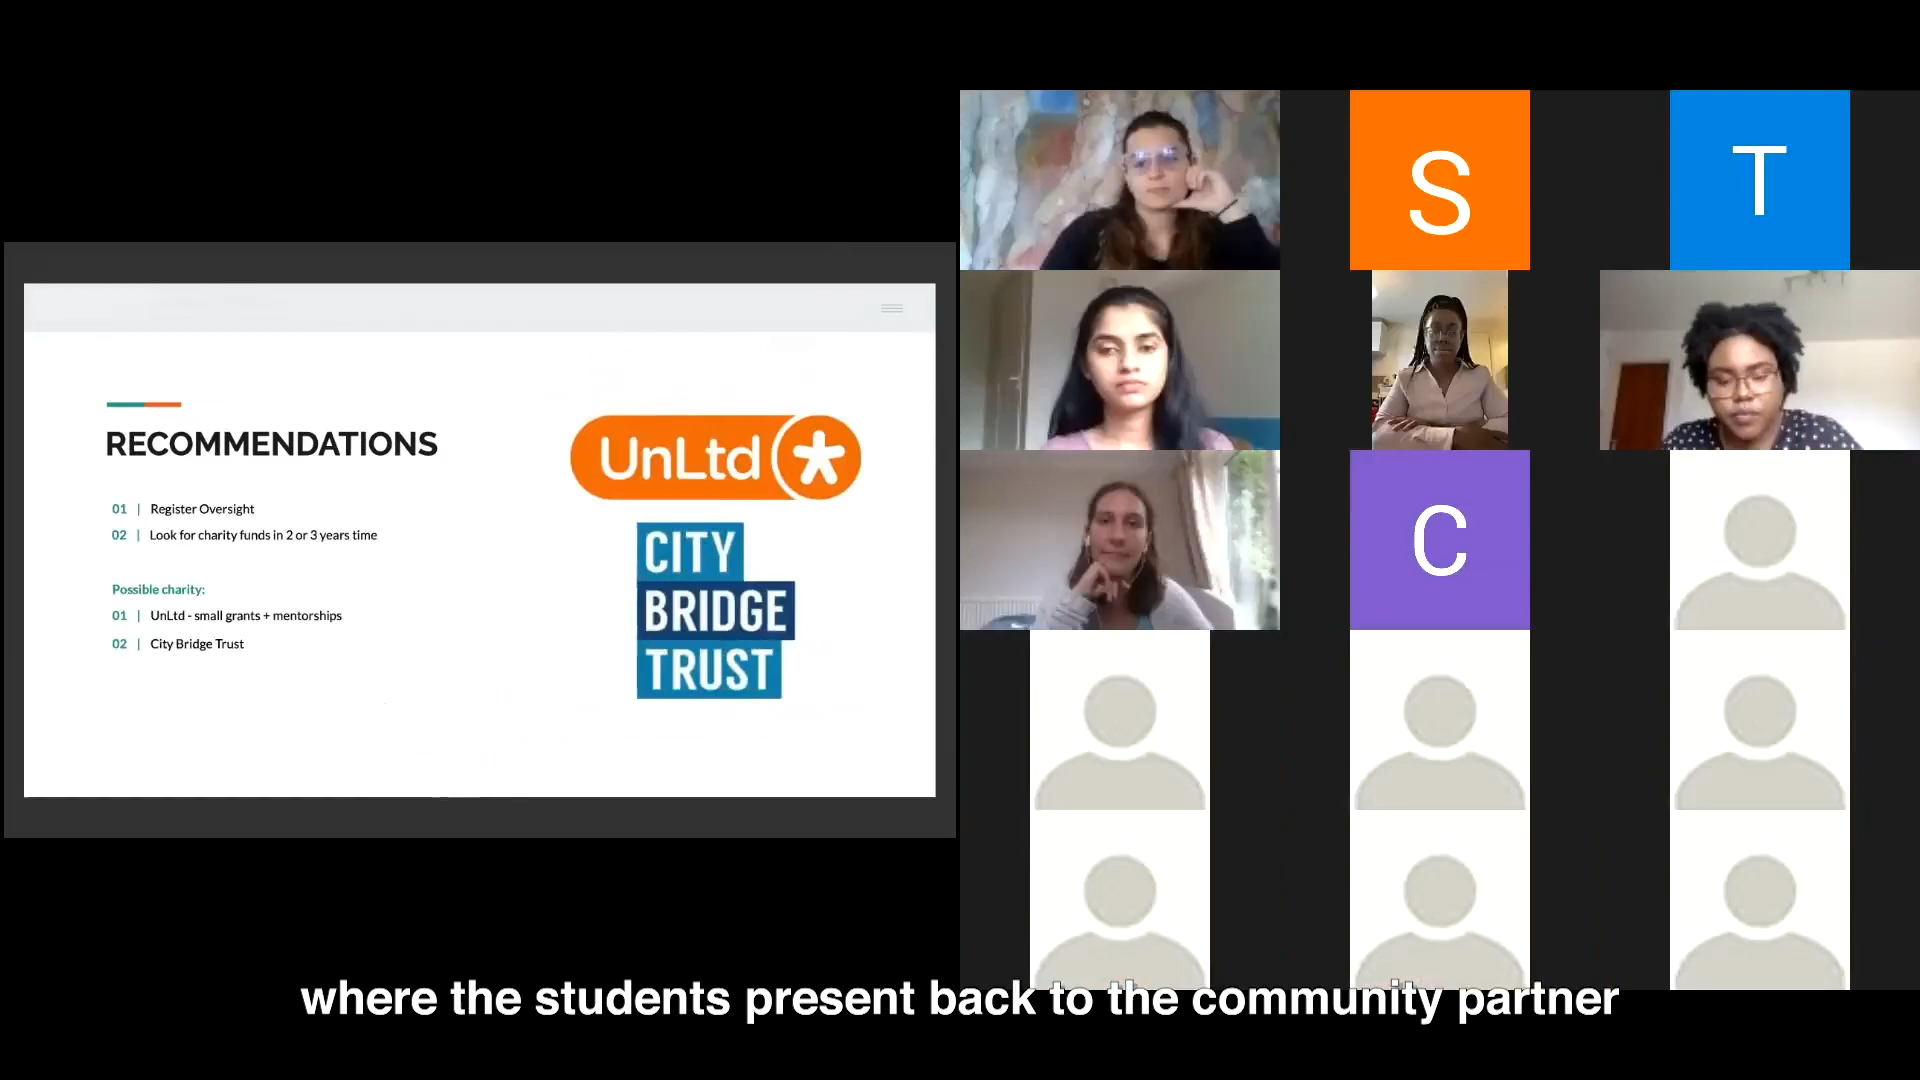 RECOMMENDATIONS
01 | Register Oversight
02 | Look for charity funds in 2 or 3 years time
Possible charity:
01 | UnLtd - small grants + mentorships
02 | City Bridge Trust
UnLtd
CITY
BRIDGE
TRUST
S
T
C
where the students present back to the community partner